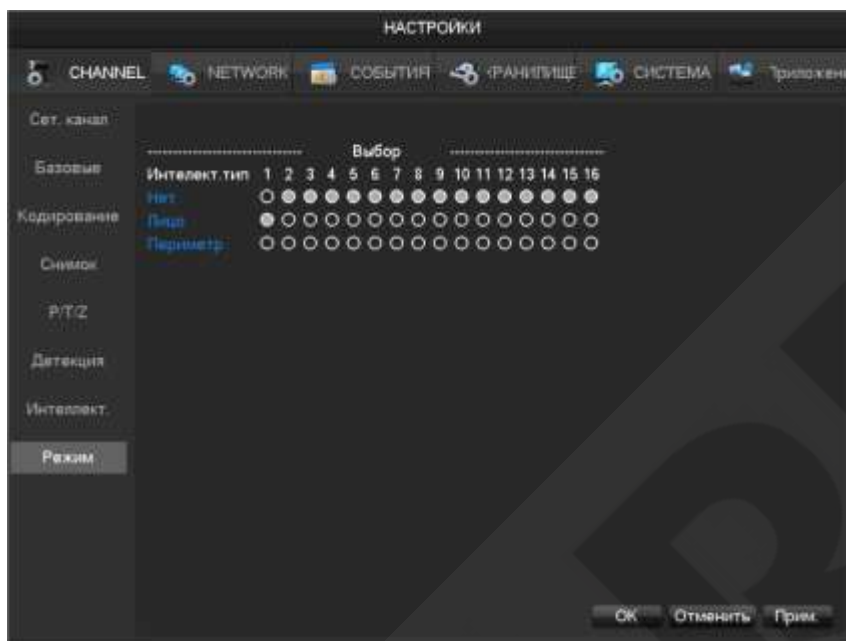 НАСТРОЙКИ
CHANNEL NETWORK СОБЫТИЯ ХРАНИЛИЩЕ СИСТЕМА Приложени
Сет. канал
Базовые
Кодирование
Снимок
P/T/Z
Детекция
Интеллект.
Режим
Выбор
Интелект.тип 1 2 3 4 5 6 7 8 9 10 11 12 13 14 15 16
Нет
Лицо
Периметр
OK Отменить Прим.